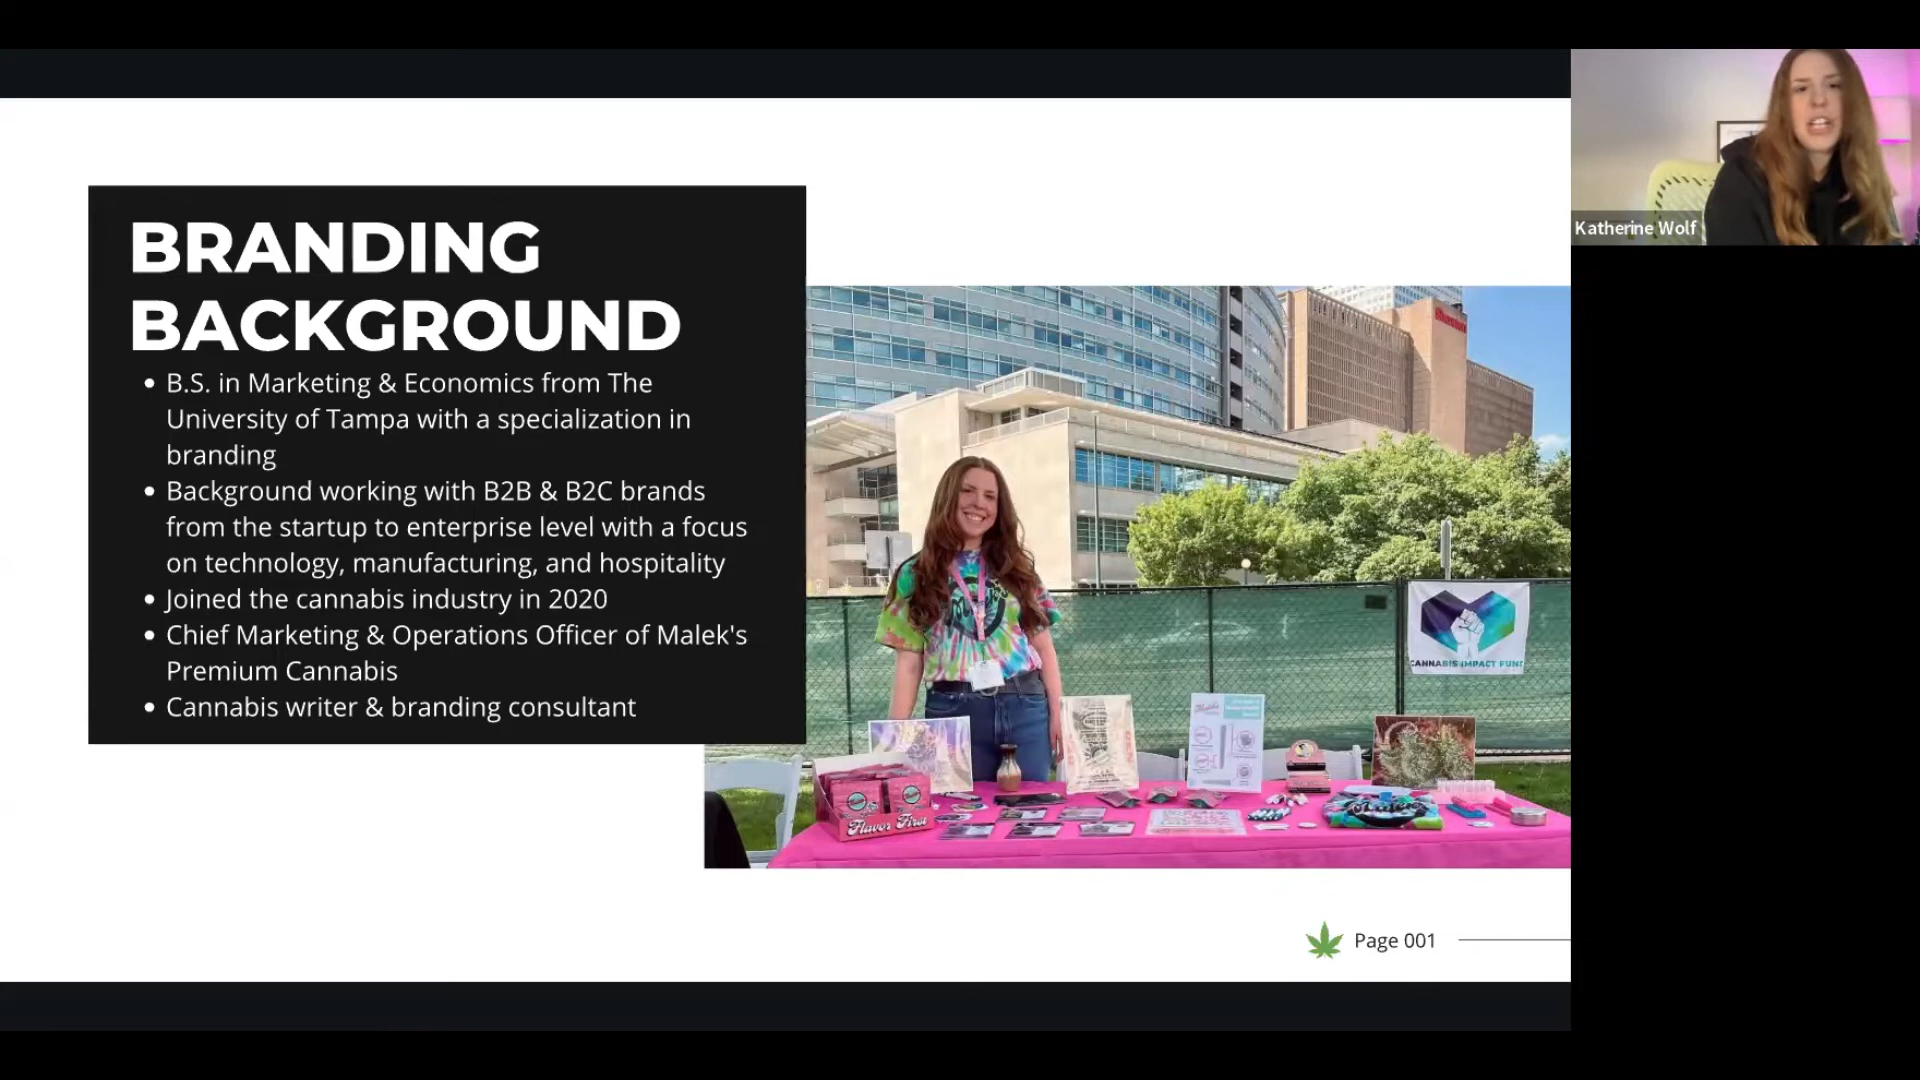 BRANDING
BACKGROUND
• B.S. in Marketing & Economics from The
University of Tampa with a specialization in
branding
• Background working with B2B & B2C brands
from the startup to enterprise level with a focus
on technology, manufacturing, and hospitality
• Joined the cannabis industry in 2020
• Chief Marketing & Operations Officer of Malek's
Premium Cannabis
• Cannabis writer & branding consultant
Katherine Wolf
Sheraton
CANNABIS IMPACT FUND
Flavor First
Page 001